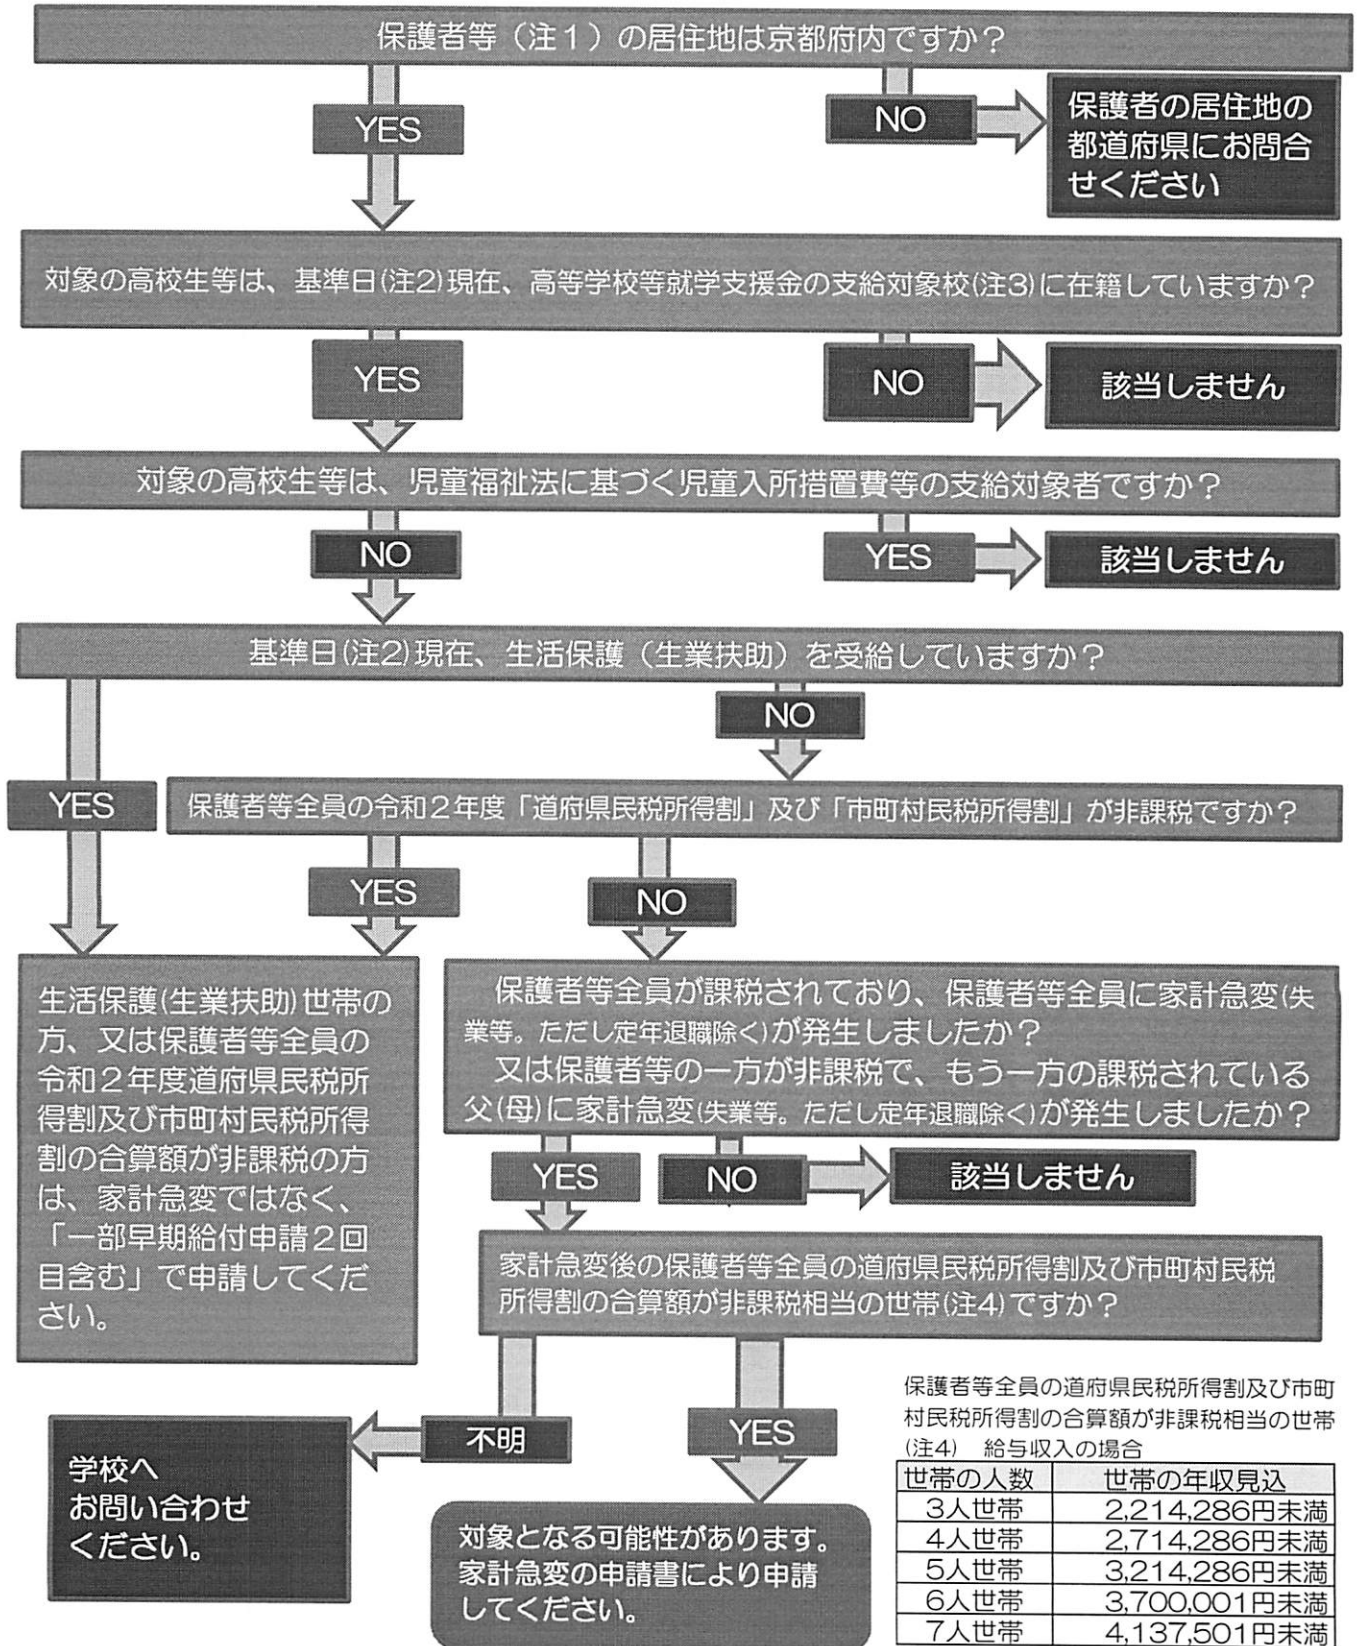 保護者等（注１）の居住地は京都府内ですか？
YES
NO
保護者の居住地の
都道府県にお問合
せください
対象の高校生等は、基準日(注2)現在、高等学校等就学支援金の支給対象校(注3)に在籍していますか？
YES
NO
該当しません
対象の高校生等は、児童福祉法に基づく児童入所措置費等の支給対象者ですか？
NO
YES
該当しません
基準日(注2)現在、生活保護（生業扶助）を受給していますか？
NO
YES
保護者等全員の令和２年度「道府県民税所得割」及び「市町村民税所得割」が非課税ですか？
YES
NO
生活保護(生業扶助)世帯の
方、又は保護者等全員の
令和２年度道府県民税所
得割及び市町村民税所得
割の合算額が非課税の方
は、家計急変ではなく、
「一部早期給付申請２回
目含む」で申請してくだ
さい。
保護者等全員が課税されており、保護者等全員に家計急変(失
業等。ただし定年退職除く)が発生しましたか？
又は保護者等の一方が非課税で、もう一方の課税されている
父(母)に家計急変(失業等。ただし定年退職除く)が発生しましたか？
YES
NO
該当しません
家計急変後の保護者等全員の道府県民税所得割及び市町村民税
所得割の合算額が非課税相当の世帯(注4)ですか？
不明
YES
学校へ
お問い合わせ
ください。
対象となる可能性があります。
家計急変の申請書により申請
してください。
保護者等全員の道府県民税所得割及び市町
村民税所得割の合算額が非課税相当の世帯
(注4)　給与収入の場合
世帯の人数 世帯の年収見込
3人世帯 2,214,286円未満
4人世帯 2,714,286円未満
5人世帯 3,214,286円未満
6人世帯 3,700,001円未満
7人世帯 4,137,501円未満